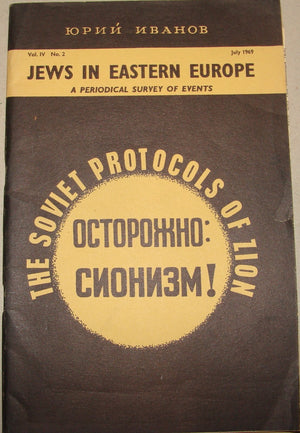 ЮРИЙ ИВАНОВ
Vol. IV No. 2
July 1969
JEWS IN EASTERN EUROPE
A PERIODICAL SURVEY OF EVENTS
THE SOVIET PROTOCOLS OF ZION
ОСТОРОЖНО:
СИОНИЗМ!